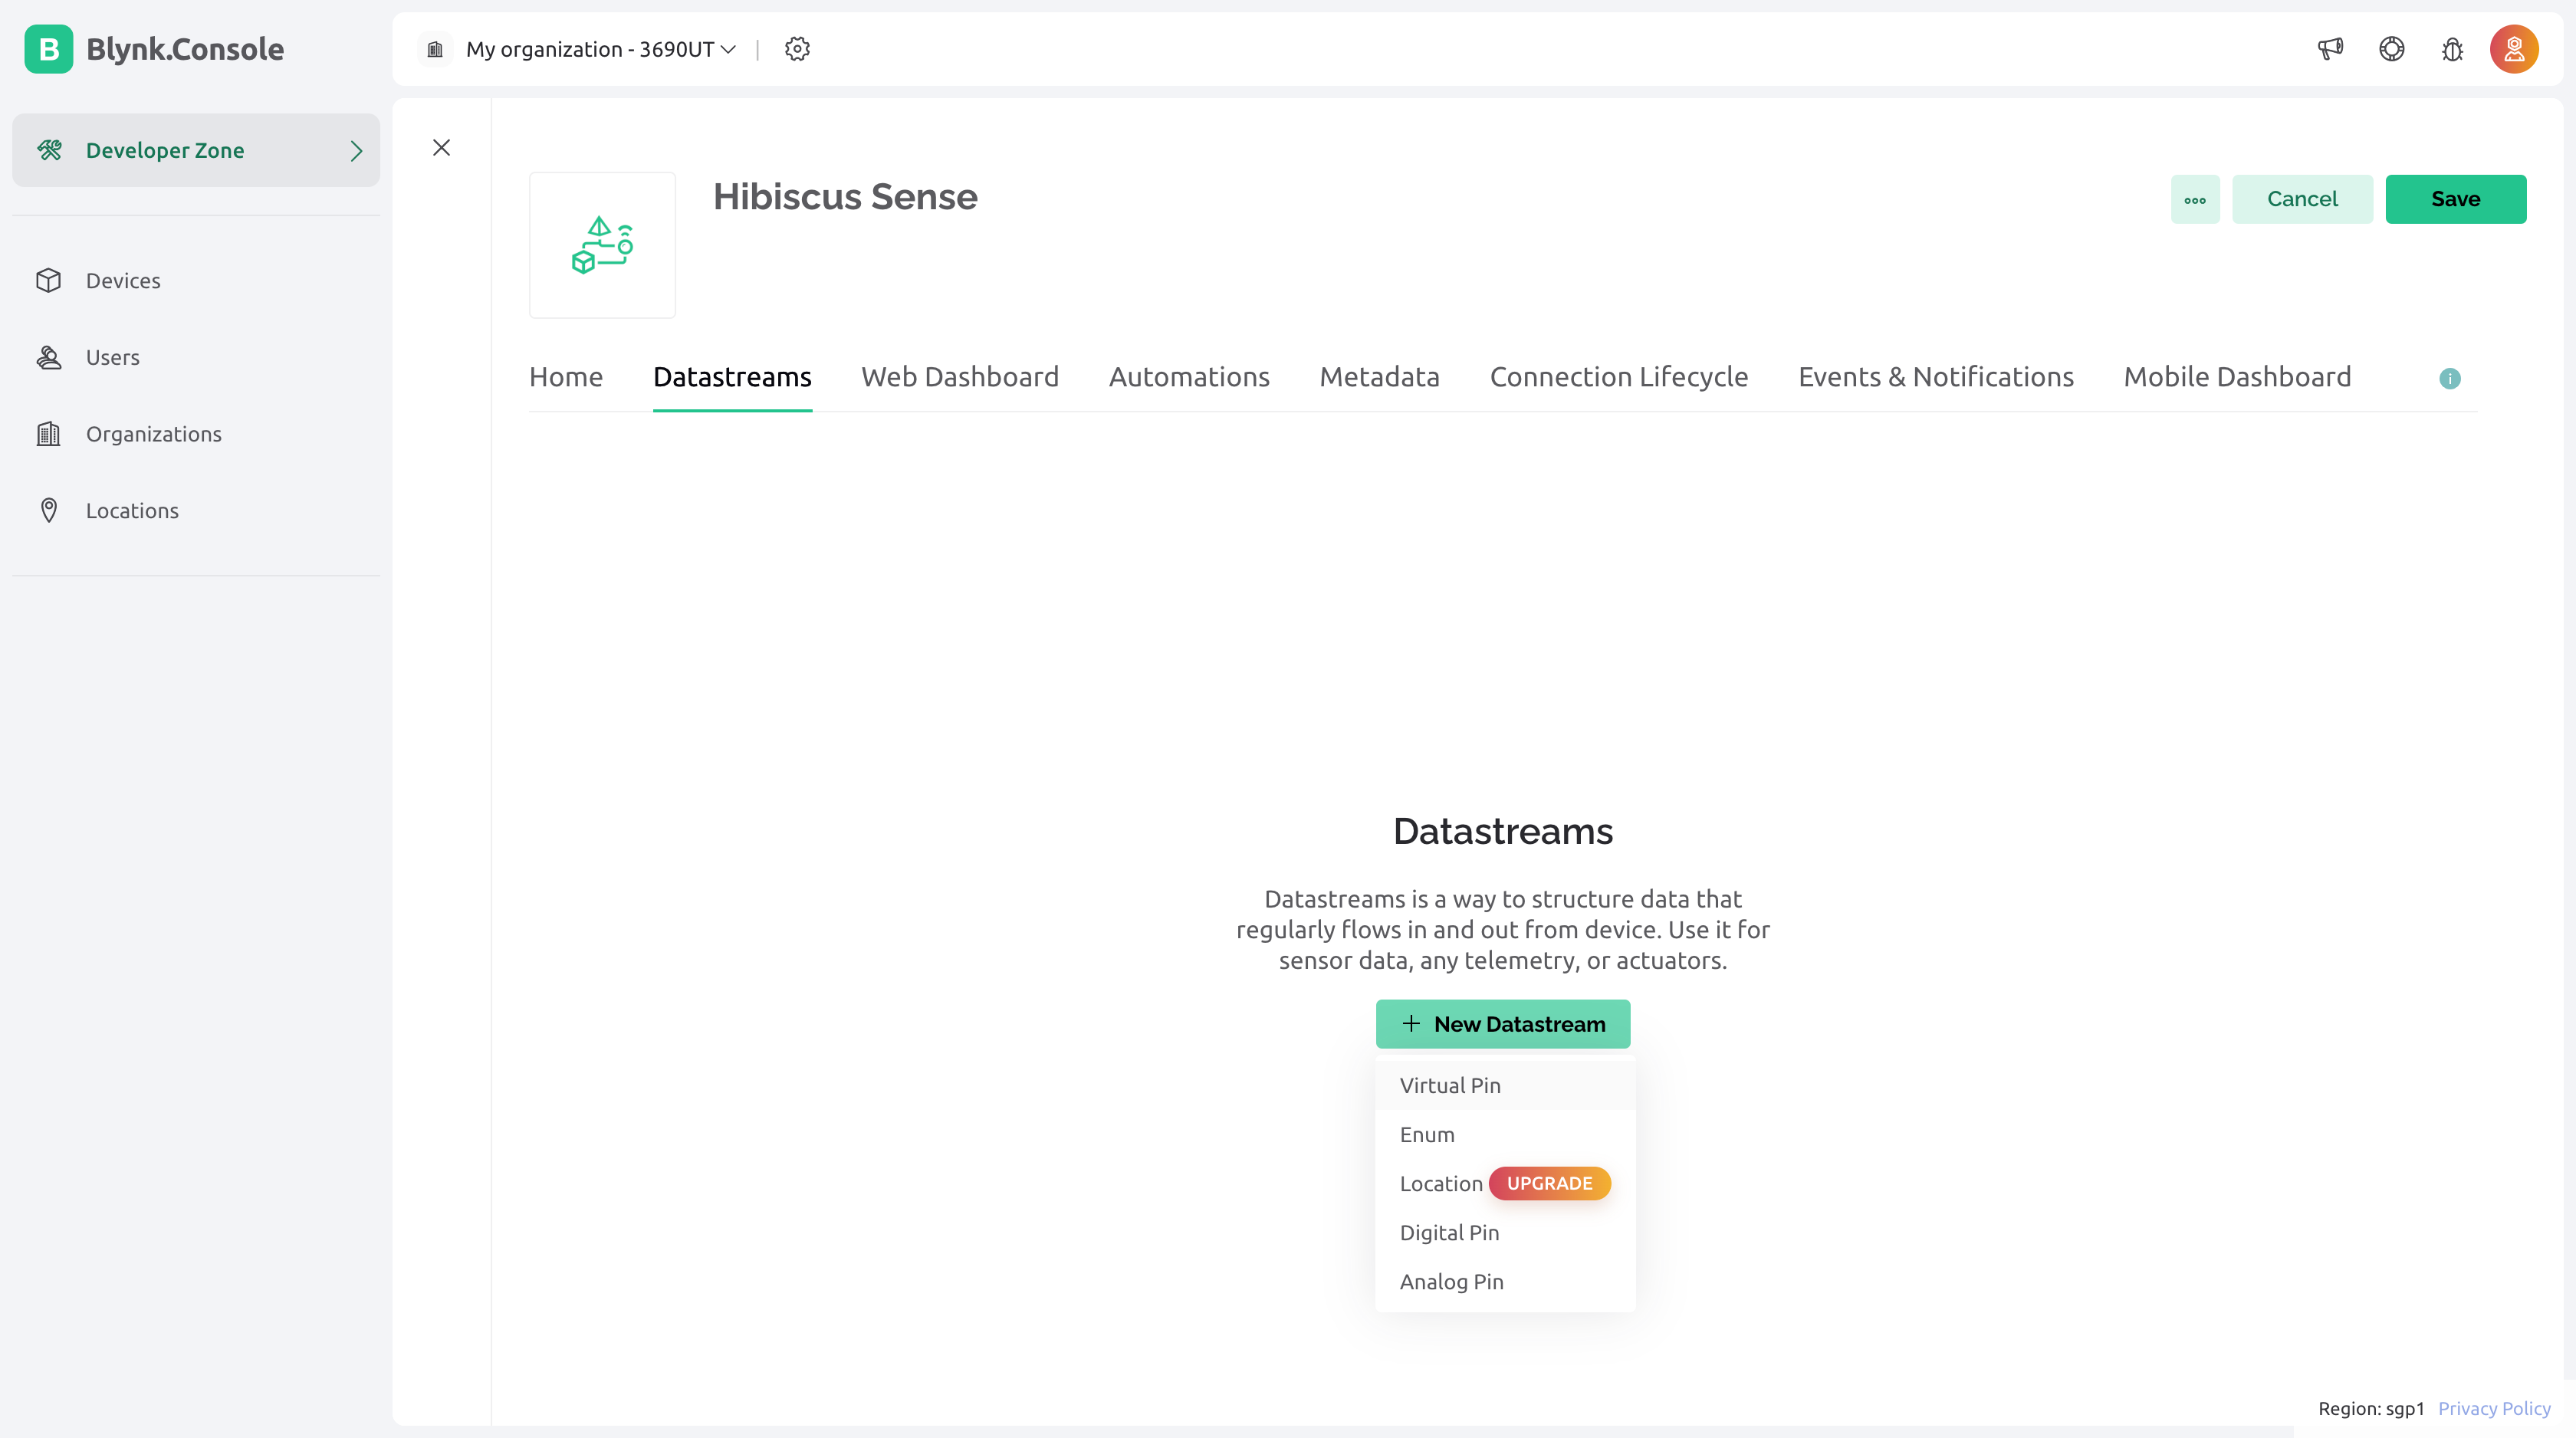 B Blynk.Console
My organization - 3690UT
Developer Zone
Devices
Users
Organizations
Locations
Hibiscus Sense
Cancel
Save
Home Datastreams Web Dashboard Automations Metadata Connection Lifecycle Events & Notifications Mobile Dashboard
Datastreams
Datastreams is a way to structure data that
regularly flows in and out from device. Use it for
sensor data, any telemetry, or actuators.
New Datastream
Virtual Pin
Enum
Location UPGRADE
Digital Pin
Analog Pin
Region: sgp1 Privacy Policy